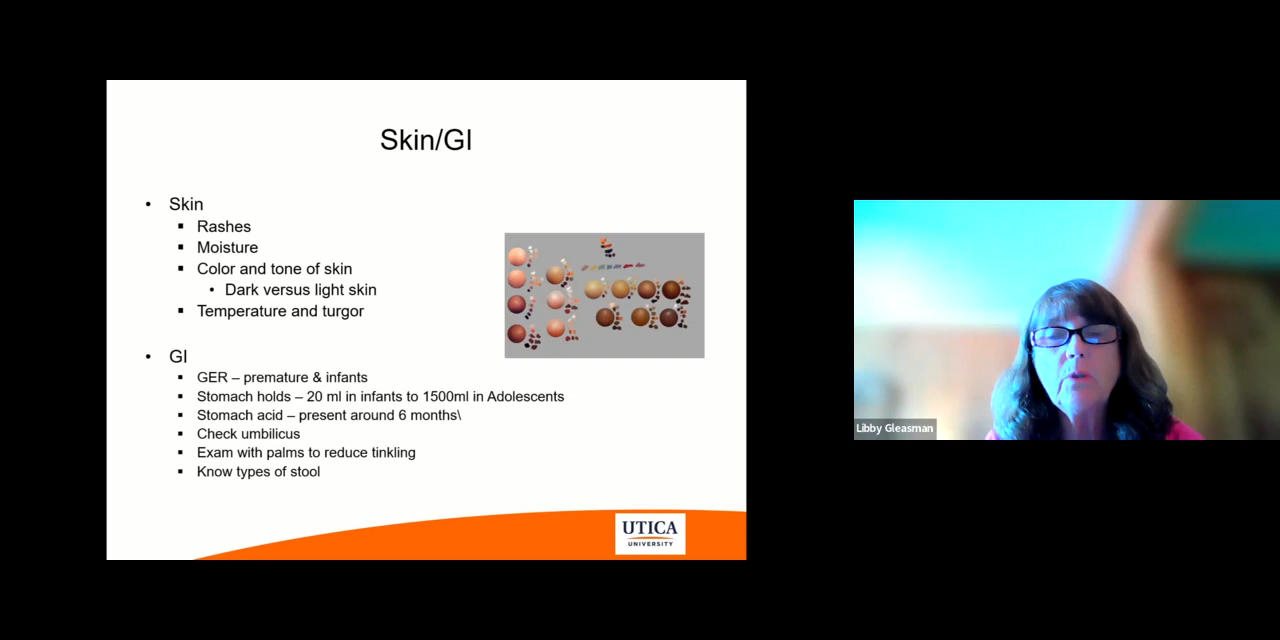 Skin/GI
• Skin
▪ Rashes
▪ Moisture
▪ Color and tone of skin
• Dark versus light skin
▪ Temperature and turgor
• GI
▪ GER – premature & infants
▪ Stomach holds – 20 ml in infants to 1500ml in Adolescents
▪ Stomach acid – present around 6 months\
▪ Check umbilicus
▪ Exam with palms to reduce tinkling
▪ Know types of stool
UTICA
UNIVERSITY
Libby Gleasman